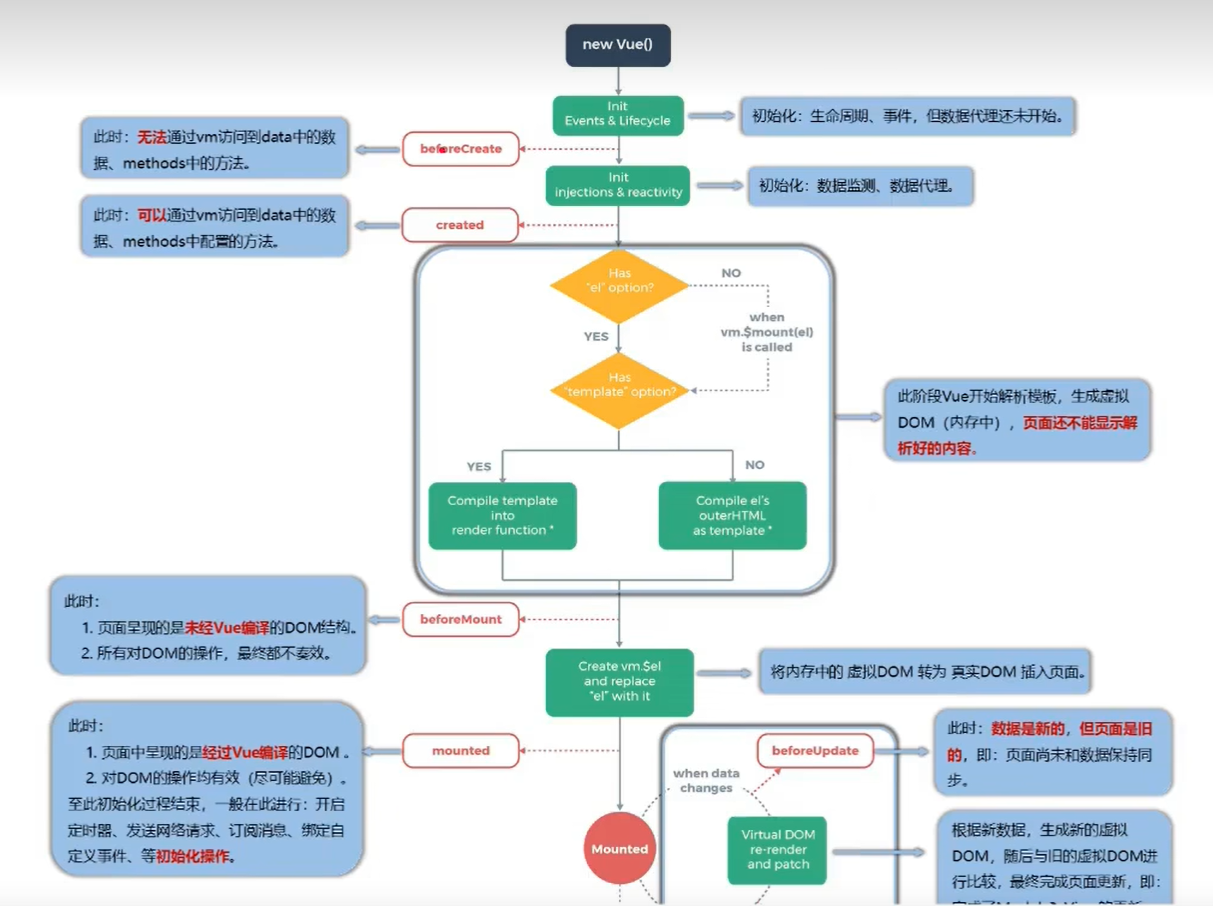 new Vue()
Init
Events & Lifecycle
初始化：生命周期、事件，但数据代理还未开始。
此时：无法通过vm访问到data中的数
据、methods中的方法。
beforeCreate
Init
injections & reactivity
初始化：数据监测、数据代理。
此时：可以通过vm访问到data中的数
据、methods中配置的方法。
created
Has
"el" option?
NO
when
vm.$mount(el)
is called
YES
Has
"template" option?
此阶段Vue开始解析模板，生成虚拟
DOM（内存中），页面还不能显示解
析好的内容。
YES
NO
Compile template
into
render function *
Compile el's
outerHTML
as template *
此时：
1. 页面呈现的是未经Vue编译的DOM结构。
2. 所有对DOM的操作，最终都不奏效。
beforeMount
Create vm.$el
and replace
"el" with it
将内存中的 虚拟DOM 转为 真实DOM 插入页面。
此时：
1. 页面中呈现的是经过Vue编译的DOM 。
2. 对DOM的操作均有效（尽可能避免）。
至此初始化过程结束，一般在此进行：开启
定时器、发送网络请求、订阅消息、绑定自
定义事件、等初始化操作。
mounted
beforeUpdate
此时：数据是新的，但页面是旧
的，即：页面尚未和数据保持同
步。
when data
changes
Mounted
Virtual DOM
re-render
and patch
根据新数据，生成新的虚拟
DOM，随后与旧的虚拟DOM进
行比较，最终完成页面更新，即：